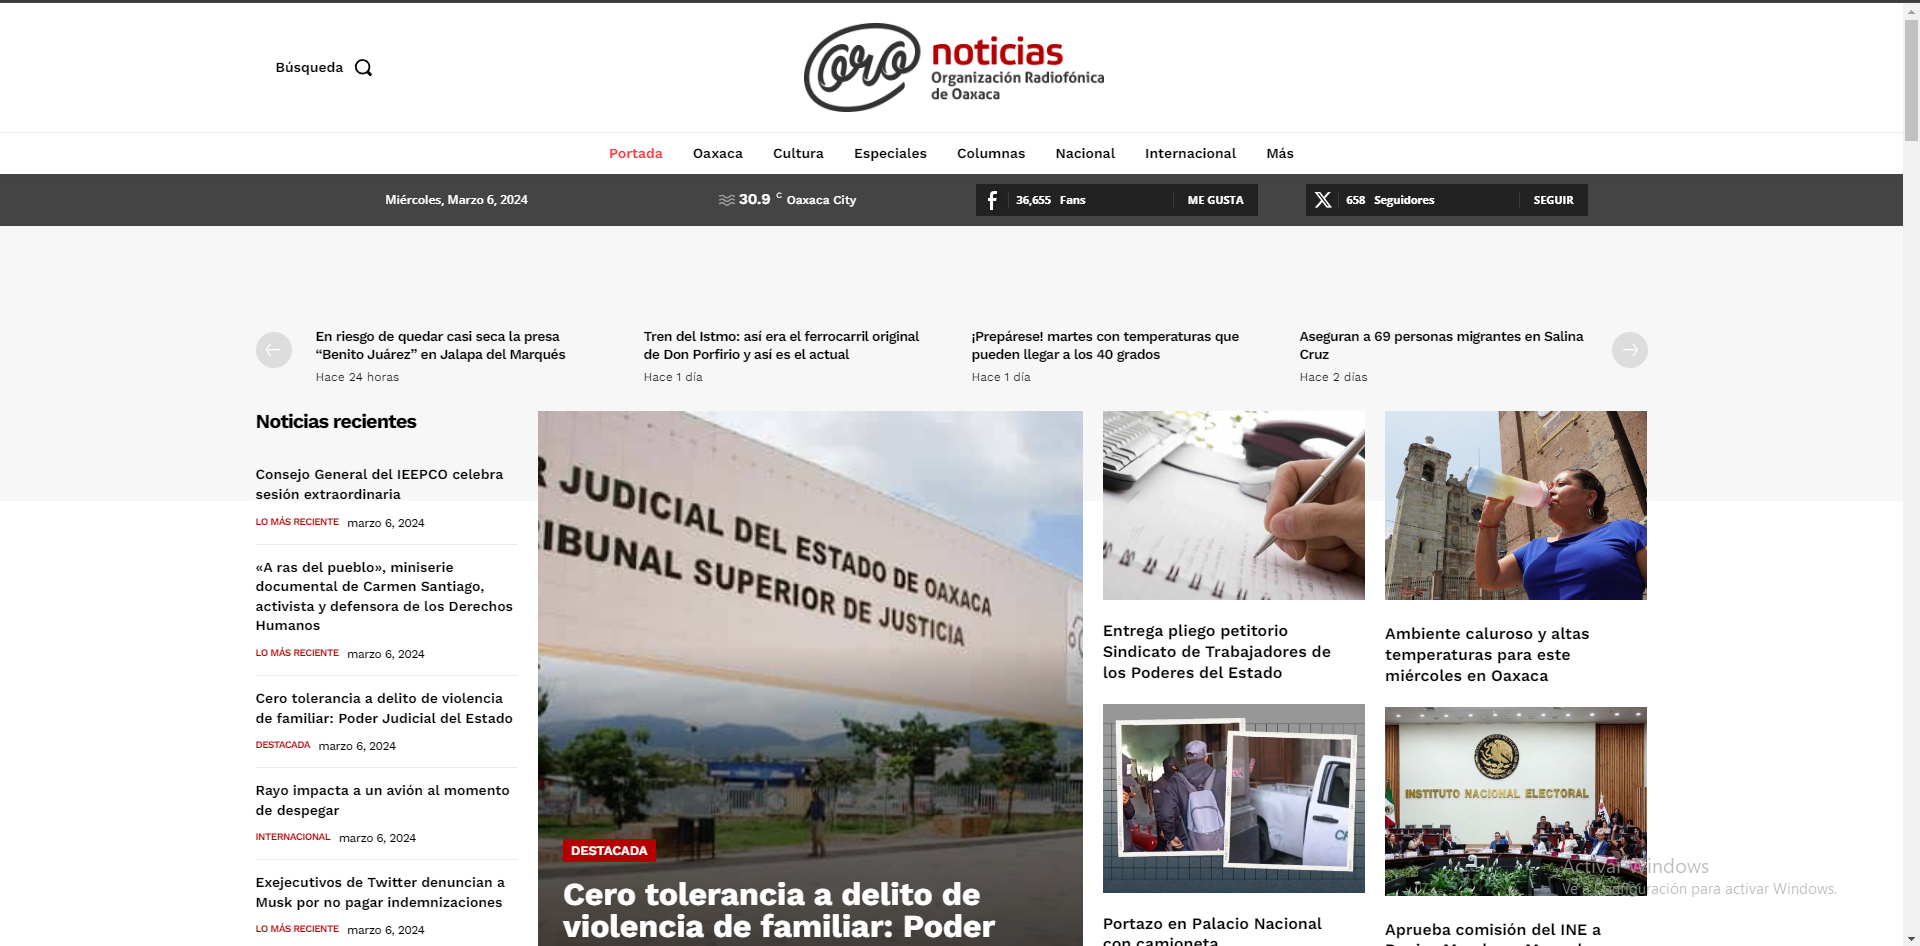 Búsqueda
oro
noticias
Organización Radiofónica
de Oaxaca
Portada Oaxaca Cultura Especiales Columnas Nacional Internacional Más
Miércoles, Marzo 6, 2024
30.9 C Oaxaca City
36,655 Fans ME GUSTA
658 Seguidores SEGUIR
En riesgo de quedar casi seca la presa
“Benito Juárez” en Jalapa del Marqués
Hace 24 horas
Tren del Istmo: así era el ferrocarril original
de Don Porfirio y así es el actual
Hace 1 día
¡Prepárese! martes con temperaturas que
pueden llegar a los 40 grados
Hace 1 día
Aseguran a 69 personas migrantes en Salina
Cruz
Hace 2 días
Noticias recientes
Consejo General del IEEPCO celebra
sesión extraordinaria
LO MÁS RECIENTE marzo 6, 2024
«A ras del pueblo», miniserie
documental de Carmen Santiago,
activista y defensora de los Derechos
Humanos
LO MÁS RECIENTE marzo 6, 2024
Cero tolerancia a delito de violencia
de familiar: Poder Judicial del Estado
DESTACADA marzo 6, 2024
Rayo impacta a un avión al momento
de despegar
INTERNACIONAL marzo 6, 2024
Exejecutivos de Twitter denuncian a
Musk por no pagar indemnizaciones
LO MÁS RECIENTE marzo 6, 2024
R JUDICIAL DEL ESTADO DE OAXACA
RIBUNAL SUPERIOR DE JUSTICIA
DESTACADA
Cero tolerancia a delito de
violencia de familiar: Poder
Entrega pliego petitorio
Sindicato de Trabajadores de
los Poderes del Estado
Portazo en Palacio Nacional
con camioneta
Ambiente caluroso y altas
temperaturas para este
miércoles en Oaxaca
INSTITUTO NACIONAL ELECTORAL
Aprueba comisión del INE a
Activar Windows
Ve a Configuración para activar Windows.